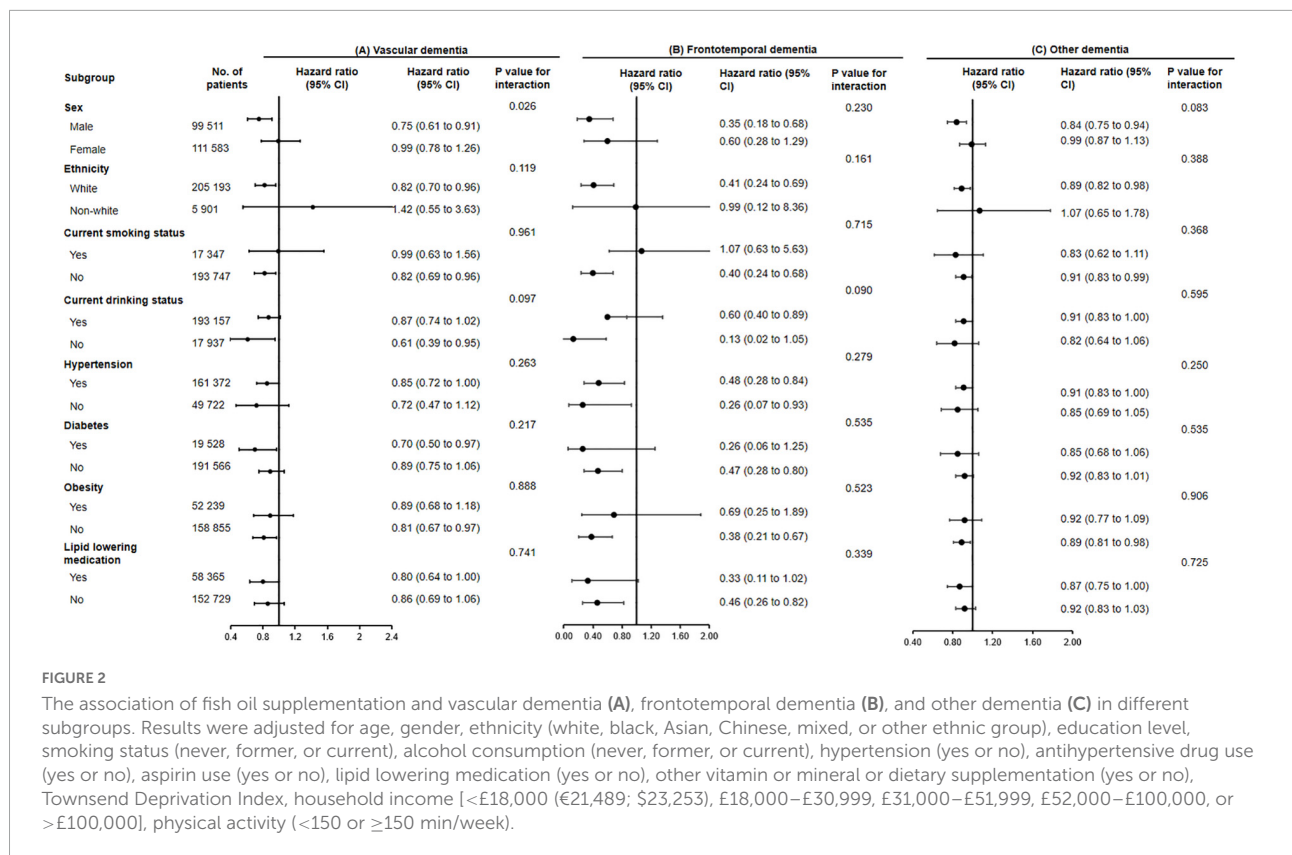 (A) Vascular dementia (B) Frontotemporal dementia (C) Other dementia
Subgroup No. of patients Hazard ratio (95% CI) Hazard ratio (95% CI) P value for interaction Hazard ratio (95% CI) Hazard ratio (95% CI) P value for interaction Hazard ratio (95% CI) Hazard ratio (95% CI) P value for interaction
Sex 0.026 0.230 0.083
Male 99 511 0.75 (0.61 to 0.91) 0.35 (0.18 to 0.68) 0.84 (0.75 to 0.94)
Female 111 583 0.99 (0.78 to 1.26) 0.60 (0.28 to 1.29) 0.99 (0.87 to 1.13)
Ethnicity 0.119 0.161 0.388
White 205 193 0.82 (0.70 to 0.96) 0.41 (0.24 to 0.69) 0.89 (0.82 to 0.98)
Non-white 5 901 1.42 (0.55 to 3.63) 0.99 (0.12 to 8.36) 1.07 (0.65 to 1.78)
Current smoking status 0.961 0.715 0.368
Yes 17 347 0.99 (0.63 to 1.56) 1.07 (0.63 to 5.63) 0.83 (0.62 to 1.11)
No 193 747 0.82 (0.69 to 0.96) 0.40 (0.24 to 0.68) 0.91 (0.83 to 0.99)
Current drinking status 0.097 0.090 0.595
Yes 193 157 0.87 (0.74 to 1.02) 0.60 (0.40 to 0.89) 0.91 (0.83 to 1.00)
No 17 937 0.61 (0.39 to 0.95) 0.13 (0.02 to 1.05) 0.82 (0.64 to 1.06)
Hypertension 0.263 0.279 0.250
Yes 161 372 0.85 (0.72 to 1.00) 0.48 (0.28 to 0.84) 0.91 (0.83 to 1.00)
No 49 722 0.72 (0.47 to 1.12) 0.26 (0.07 to 0.93) 0.85 (0.69 to 1.05)
Diabetes 0.217 0.535 0.535
Yes 19 528 0.70 (0.50 to 0.97) 0.26 (0.06 to 1.25) 0.85 (0.68 to 1.06)
No 191 566 0.89 (0.75 to 1.06) 0.47 (0.28 to 0.80) 0.92 (0.83 to 1.01)
Obesity 0.888 0.523 0.906
Yes 52 239 0.89 (0.68 to 1.18) 0.69 (0.25 to 1.89) 0.92 (0.77 to 1.09)
No 158 855 0.81 (0.67 to 0.97) 0.38 (0.21 to 0.67) 0.89 (0.81 to 0.98)
Lipid lowering medication 0.741 0.339 0.725
Yes 58 365 0.80 (0.64 to 1.00) 0.33 (0.11 to 1.02) 0.87 (0.75 to 1.00)
No 152 729 0.86 (0.69 to 1.06) 0.46 (0.26 to 0.82) 0.92 (0.83 to 1.03)
0.4 0.8 1.2 1.6 2 2.4 0.00 0.40 0.80 1.20 1.60 2.00 0.40 0.80 1.20 1.60 2.00
FIGURE 2
The association of fish oil supplementation and vascular dementia (A), frontotemporal dementia (B), and other dementia (C) in different
subgroups. Results were adjusted for age, gender, ethnicity (white, black, Asian, Chinese, mixed, or other ethnic group), education level,
smoking status (never, former, or current), alcohol consumption (never, former, or current), hypertension (yes or no), antihypertensive drug use
(yes or no), aspirin use (yes or no), lipid lowering medication (yes or no), other vitamin or mineral or dietary supplementation (yes or no),
Townsend Deprivation Index, household income [<£18,000 (€21,489; $23,253), £18,000–£30,999, £31,000–£51,999, £52,000–£100,000, or
>£100,000], physical activity (<150 or ≥150 min/week).